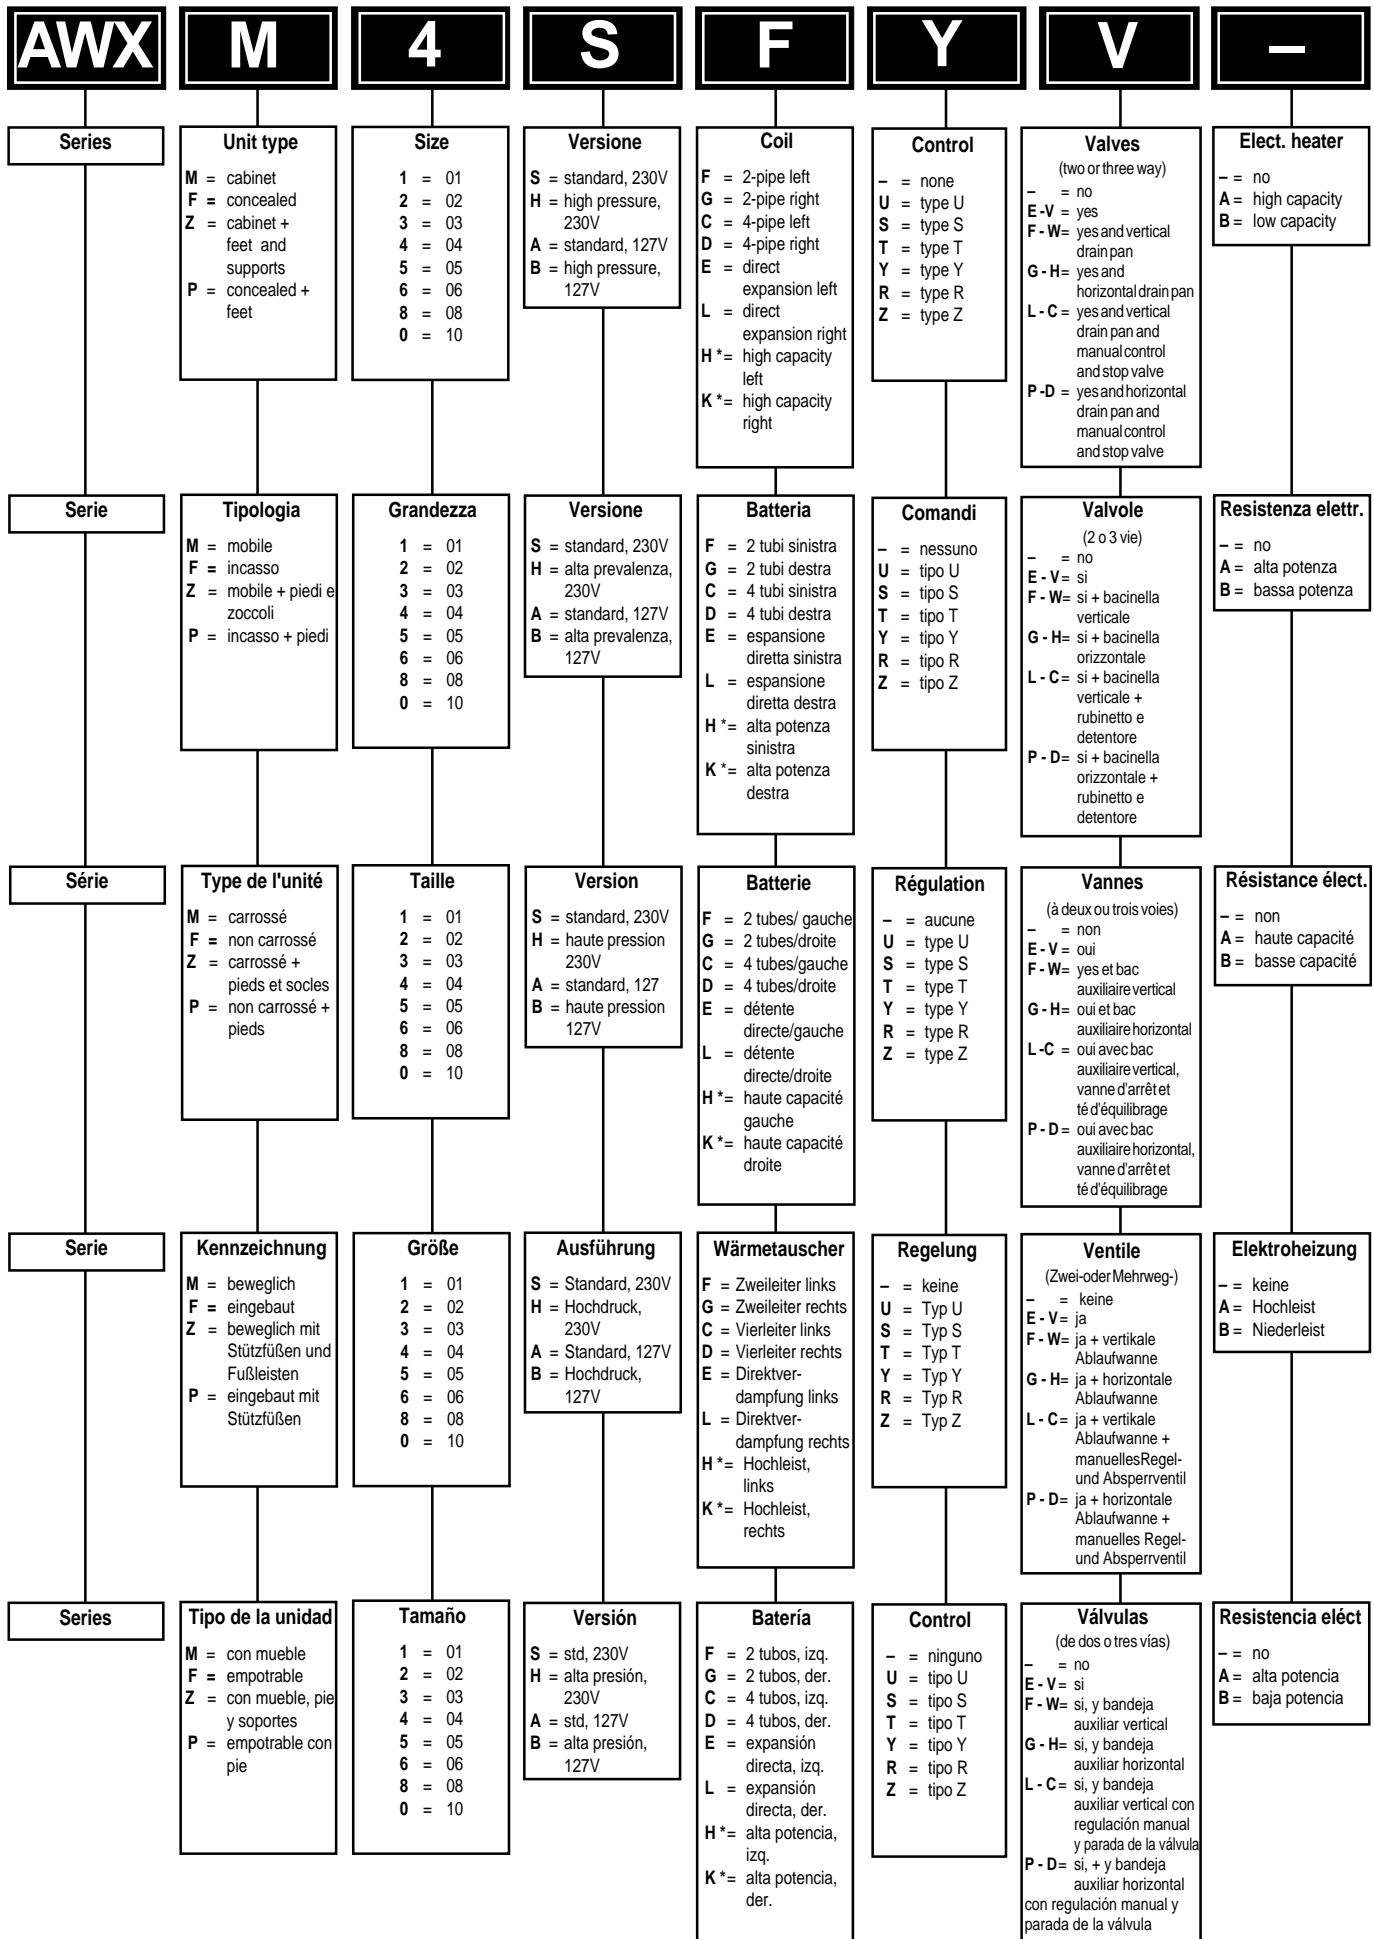 AWX
M
4
S
F
Y
V
–
Series
Unit type
M = cabinet
F = concealed
Z = cabinet +
feet and
supports
P = concealed +
feet
Size
1 = 01
2 = 02
3 = 03
4 = 04
5 = 05
6 = 06
8 = 08
0 = 10
Versione
S = standard, 230V
H = high pressure,
230V
A = standard, 127V
B = high pressure,
127V
Coil
F = 2-pipe left
G = 2-pipe right
C = 4-pipe left
D = 4-pipe right
E = direct
expansion left
L = direct
expansion right
H *= high capacity
left
K *= high capacity
right
Control
– = none
U = type U
S = type S
T = type T
Y = type Y
R = type R
Z = type Z
Valves
(two or three way)
– = no
E -V = yes
F - W= yes and vertical
drain pan
G - H= yes and
horizontal drain pan
L - C = yes and vertical
drain pan and
manual control
and stop valve
P -D = yes and horizontal
drain pan and
manual control
and stop valve
Elect. heater
– = no
A = high capacity
B = low capacity
Serie
Tipologia
M = mobile
F = incasso
Z = mobile + piedi e
zoccoli
P = incasso + piedi
Grandezza
1 = 01
2 = 02
3 = 03
4 = 04
5 = 05
6 = 06
8 = 08
0 = 10
Versione
S = standard, 230V
H = alta prevalenza,
230V
A = standard, 127V
B = alta prevalenza,
127V
Batteria
F = 2 tubi sinistra
G = 2 tubi destra
C = 4 tubi sinistra
D = 4 tubi destra
E = espansione
diretta sinistra
L = espansione
diretta destra
H *= alta potenza
sinistra
K *= alta potenza
destra
Comandi
– = nessuno
U = tipo U
S = tipo S
T = tipo T
Y = tipo Y
R = tipo R
Z = tipo Z
Valvole
(2 o 3 vie)
– = no
E - V= si
F - W= si + bacinella
verticale
G - H= si + bacinella
orizzontale
L - C= si + bacinella
verticale +
rubinetto e
detentore
P - D= si + bacinella
orizzontale +
rubinetto e
detentore
Resistenza elettr.
– = no
A = alta potenza
B = bassa potenza
Série
Type de l'unité
M = carrossé
F = non carrossé
Z = carrossé +
pieds et socles
P = non carrossé +
pieds
Taille
1 = 01
2 = 02
3 = 03
4 = 04
5 = 05
6 = 06
8 = 08
0 = 10
Version
S = standard, 230V
H = haute pression
230V
A = standard, 127
B = haute pression
127V
Batterie
F = 2 tubes/ gauche
G = 2 tubes/droite
C = 4 tubes/gauche
D = 4 tubes/droite
E = détente
directe/gauche
L = détente
directe/droite
H *= haute capacité
gauche
K *= haute capacité
droite
Régulation
– = aucune
U = type U
S = type S
T = type T
Y = type Y
R = type R
Z = type Z
Vannes
(à deux ou trois voies)
– = non
E - V = oui
F - W= yes et bac
auxiliaire vertical
G - H= oui et bac
auxiliaire horizontal
L -C = oui avec bac
auxiliaire vertical,
vanne d'arrêt et
té d'équilibrage
P - D= oui avec bac
auxiliaire horizontal,
vanne d'arrêt et
té d'équilibrage
Résistance élect.
– = non
A = haute capacité
B = basse capacité
Serie
Kennzeichnung
M = beweglich
F = eingebaut
Z = beweglich mit
Stützfüßen und
Fußleisten
P = eingebaut mit
Stützfüßen
Größe
1 = 01
2 = 02
3 = 03
4 = 04
5 = 05
6 = 06
8 = 08
0 = 10
Ausführung
S = Standard, 230V
H = Hochdruck,
230V
A = Standard, 127V
B = Hochdruck,
127V
Wärmetauscher
F = Zweileiter links
G = Zweileiter rechts
C = Vierleiter links
D = Vierleiter rechts
E = Direktver-
dampfung links
L = Direktver-
dampfung rechts
H *= Hochleist,
links
K *= Hochleist,
rechts
Regelung
– = keine
U = Typ U
S = Typ S
T = Typ T
Y = Typ Y
R = Typ R
Z = Typ Z
Ventile
(Zwei-oder Mehrweg-)
– = keine
E - V= ja
F - W= ja + vertikale
Ablaufwanne
G - H= ja + horizontale
Ablaufwanne
L - C= ja + vertikale
Ablaufwanne +
manuelles Regel-
und Absperrventil
P - D= ja + horizontale
Ablaufwanne +
manuelles Regel-
und Absperrventil
Elektroheizung
– = keine
A = Hochleist
B = Niederleist
Series
Tipo de la unidad
M = con mueble
F = empotrable
Z = con mueble, pie
y soportes
P = empotrable con
pie
Tamaño
1 = 01
2 = 02
3 = 03
4 = 04
5 = 05
6 = 06
8 = 08
0 = 10
Versión
S = std, 230V
H = alta presión,
230V
A = std, 127V
B = alta presión,
127V
Batería
F = 2 tubos, izq.
G = 2 tubos, der.
C = 4 tubos, izq.
D = 4 tubos, der.
E = expansión
directa, izq.
L = expansión
directa, der.
H *= alta potencia,
izq.
K *= alta potencia,
der.
Control
– = ninguno
U = tipo U
S = tipo S
T = tipo T
Y = tipo Y
R = tipo R
Z = tipo Z
Válvulas
(de dos o tres vías)
– = no
E - V= si
F - W= si, y bandeja
auxiliar vertical
G - H= si, y bandeja
auxiliar horizontal
L - C= si, y bandeja
auxiliar vertical con
regulación manual
y parada de la válvula
P - D= si, + y bandeja
auxiliar horizontal
con regulación manual y
parada de la válvula
Resistencia eléct
– = no
A = alta potencia
B = baja potencia